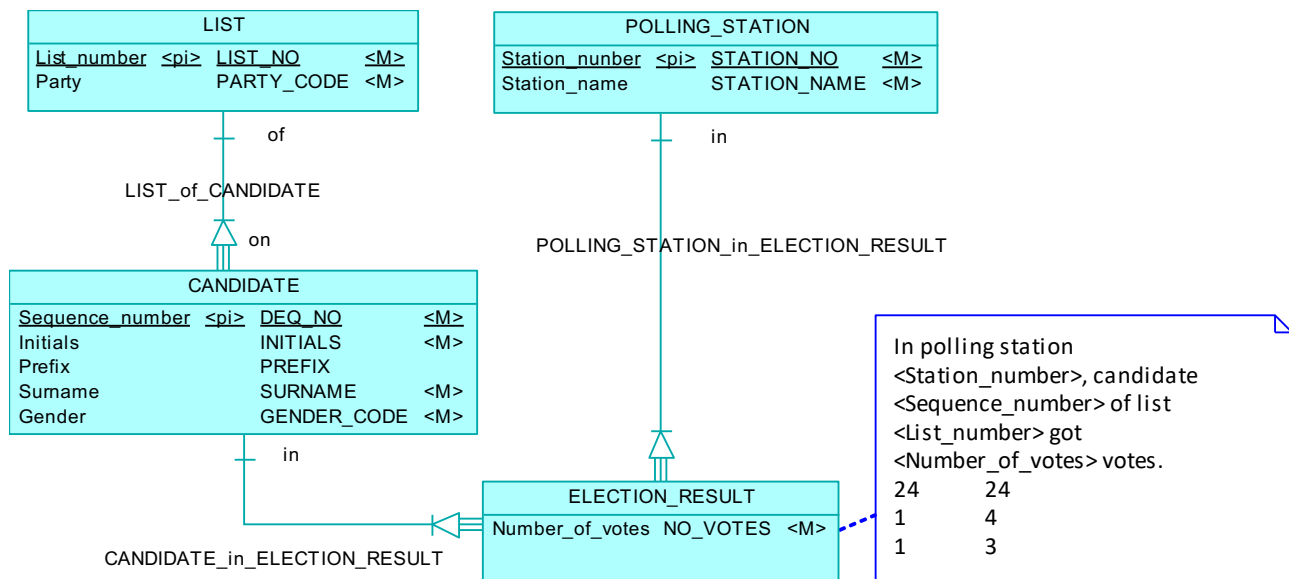 LIST
List_number <pi> LIST_NO <M>
Party PARTY_CODE <M>
POLLING_STATION
Station_nunber <pi> STATION_NO <M>
Station_name STATION_NAME <M>
of
LIST_of_CANDIDATE
on
in
POLLING_STATION_in_ELECTION_RESULT
CANDIDATE
Sequence_number <pi> DEQ_NO <M>
Initials INITIALS <M>
Prefix PREFIX
Surname SURNAME <M>
Gender GENDER_CODE <M>
in
CANDIDATE_in_ELECTION_RESULT
ELECTION_RESULT
Number_of_votes NO_VOTES <M>
In polling station
<Station_number>, candidate
<Sequence_number> of list
<List_number> got
<Number_of_votes> votes.
24 24
1 4
1 3